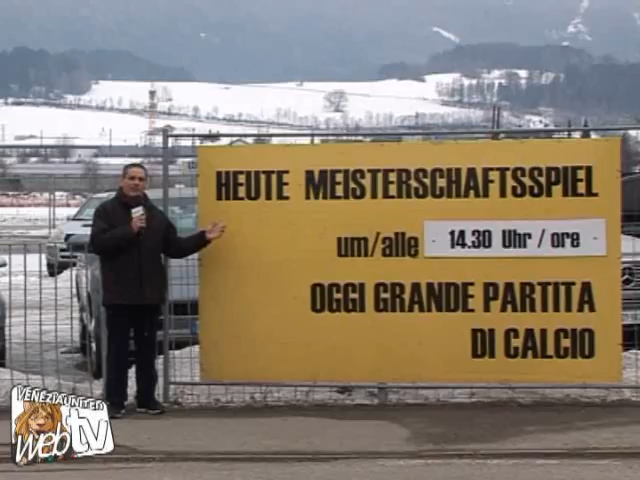 HEUTE MEISTERSCHAFTSSPIEL
um/alle - 14.30 Uhr / ore -
OGGI GRANDE PARTITA
DI CALCIO
VENEZIAUNITED
web tv